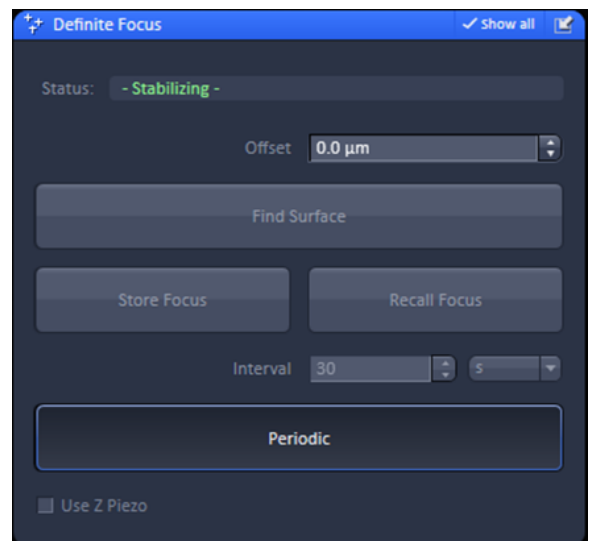 Definite Focus
Show all
Status: - Stabilizing -
Offset 0.0 µm
Find Surface
Store Focus Recall Focus
Interval 30 s
Periodic
Use Z Piezo